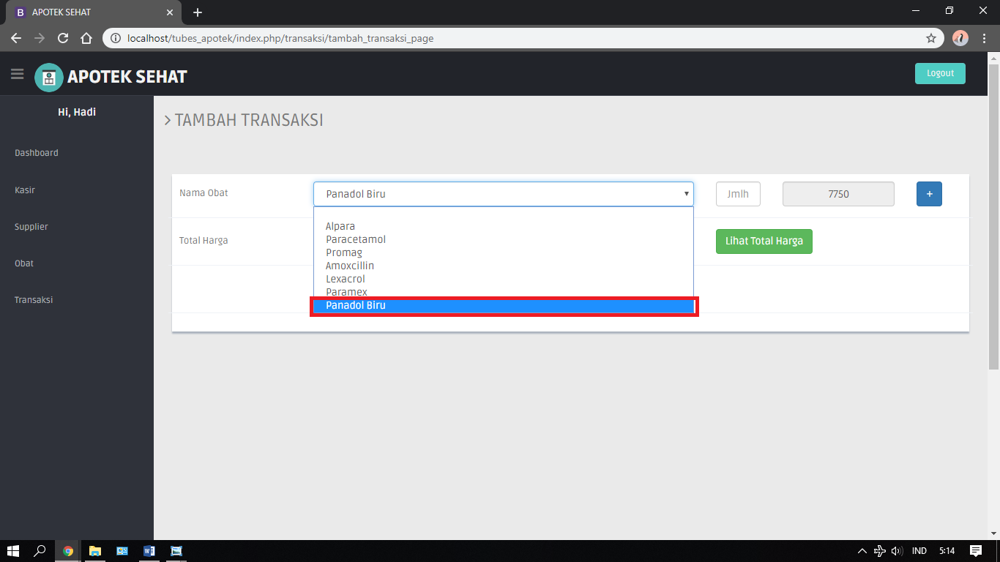 APOTEK SEHAT
localhost/tubes_apotek/index.php/transaksi/tambah_transaksi_page
APOTEK SEHAT
Logout
Hi, Hadi
Dashboard
Kasir
Supplier
Obat
Transaksi
> TAMBAH TRANSAKSI
Nama Obat
Panadol Biru
Jmlh
7750
+
Alpara
Paracetamol
Promag
Amoxcillin
Lexacrol
Paramex
Panadol Biru
Total Harga
Lihat Total Harga
IND
5:14